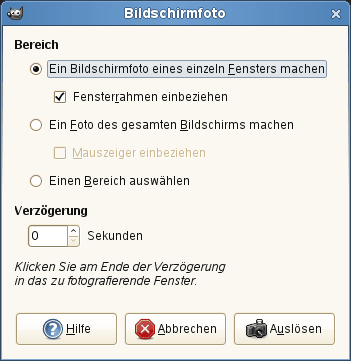 Bildschirmfoto
Bereich
Ein Bildschirmfoto eines einzeln Fensters machen
Fensterrahmen einbeziehen
Ein Foto des gesamten Bildschirms machen
Mauszeiger einbeziehen
Einen Bereich auswählen
Verzögerung
0 Sekunden
Klicken Sie am Ende der Verzögerung
in das zu fotografierende Fenster.
Hilfe Abbrechen Auslösen